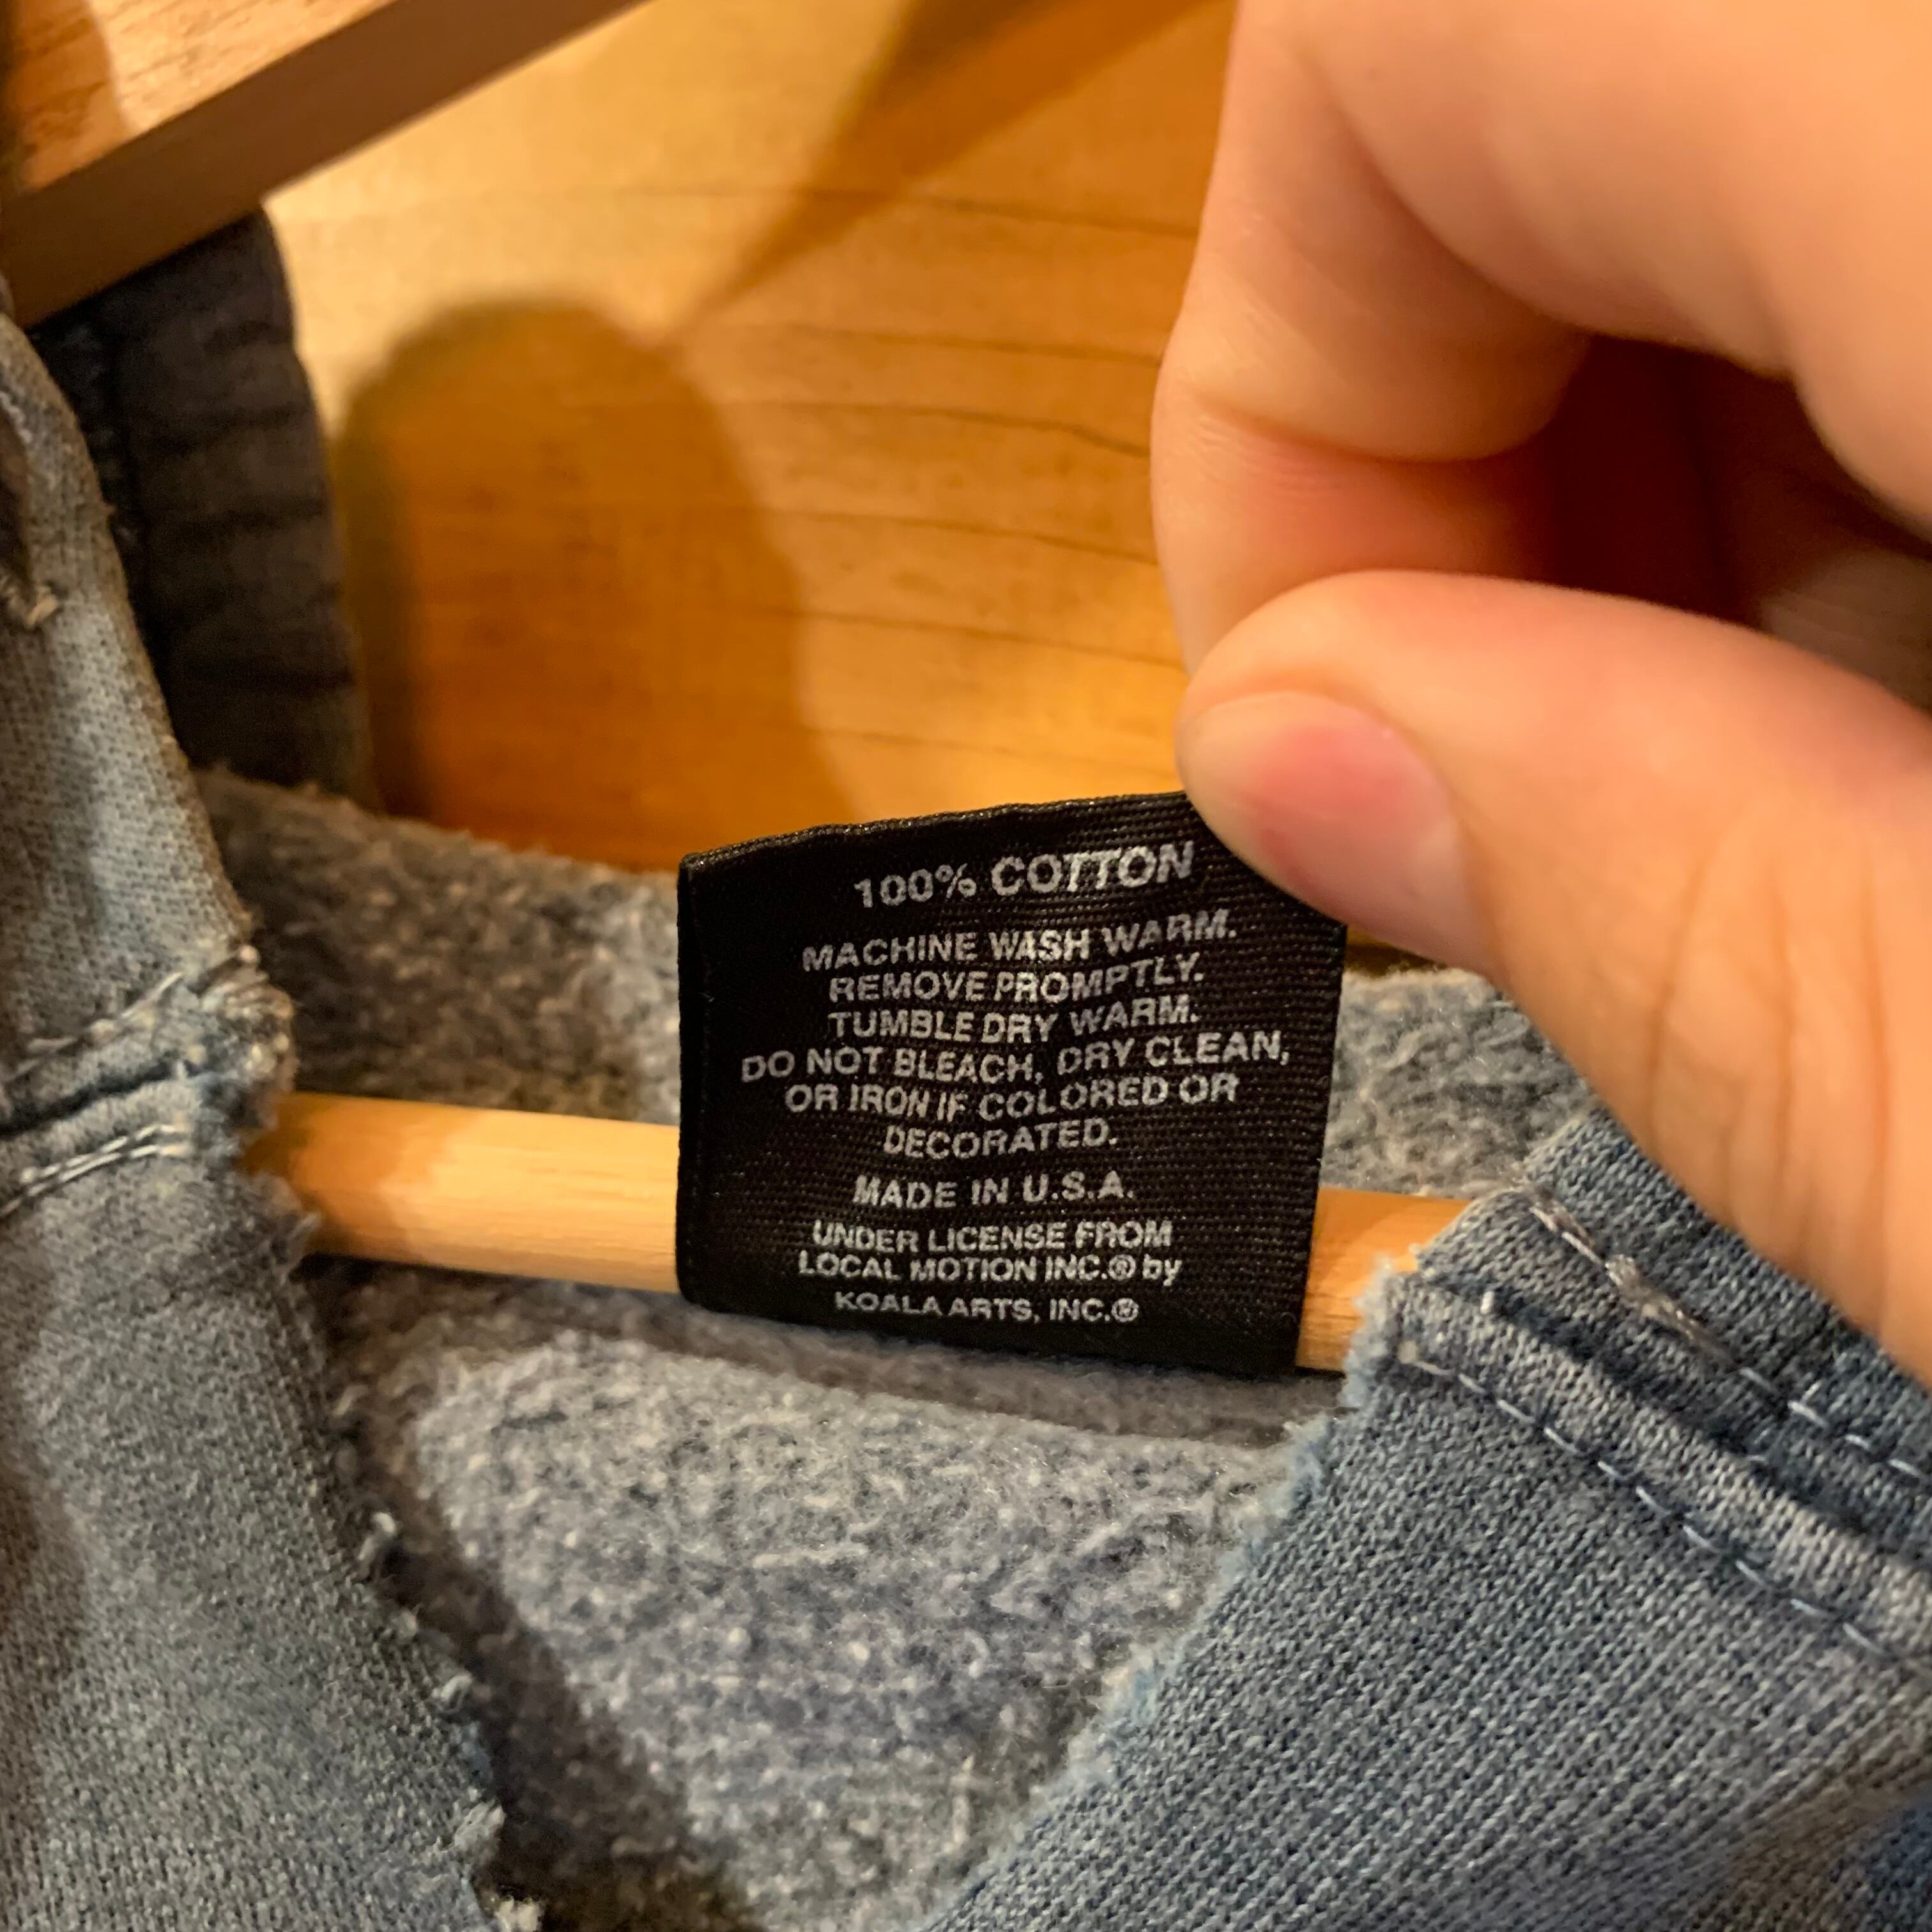 100% COTTON
MACHINE WASH WARM.
REMOVE PROMPTLY.
TUMBLE DRY WARM.
DO NOT BLEACH, DRY CLEAN,
OR IRON IF COLORED OR
DECORATED.
MADE IN U.S.A.
UNDER LICENSE FROM
LOCAL MOTION INC.® by
KOALA ARTS, INC.®